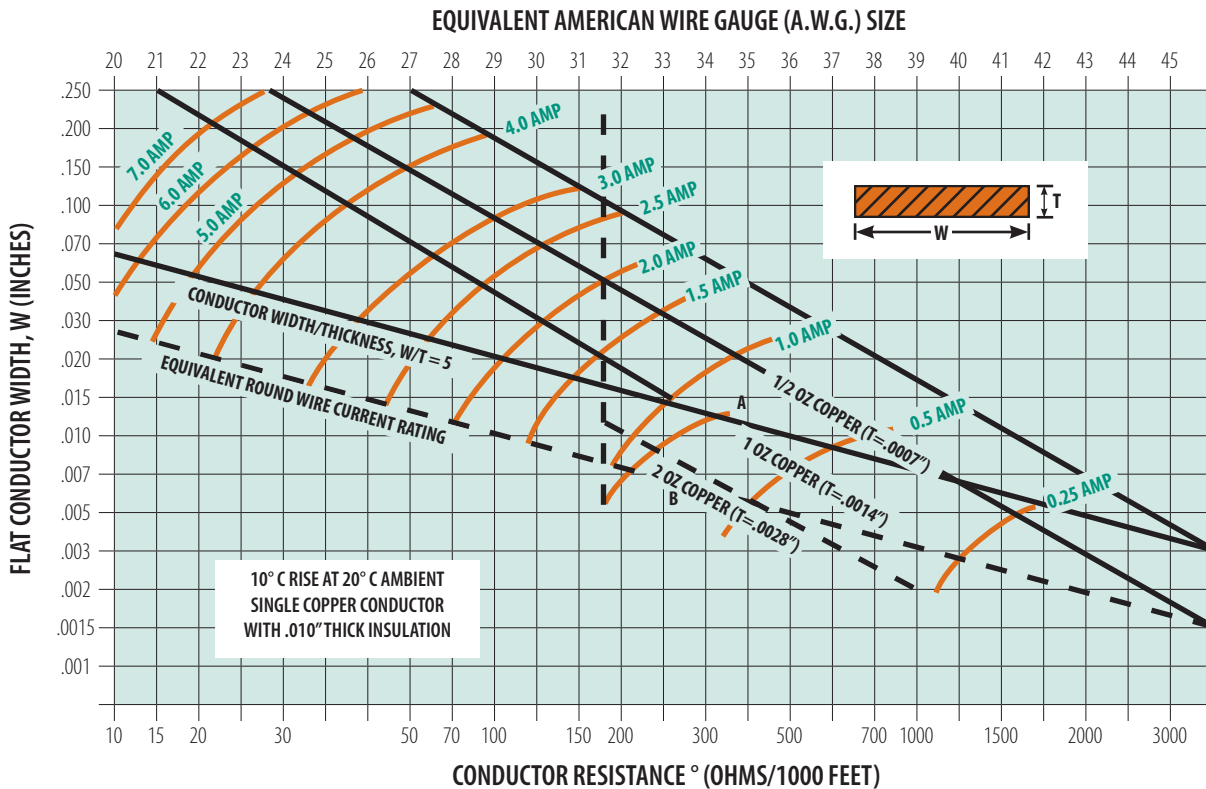 EQUIVALENT AMERICAN WIRE GAUGE (A.W.G.) SIZE
20 21 22 23 24 26 27 28 29 30 31 32 33 34 35 37 38 39 40 41 42 43 44 45
FLAT CONDUCTOR WIDTH, W (INCHES)
.250
.200
.150
.100
.070
.050
.030
.020
.015
.010
.007
.005
.003
.002
.0015
.001
7.0 AMP
6.0 AMP
5.0 AMP
4.0 AMP
3.0 AMP
2.5 AMP
2.0 AMP
1.5 AMP
1.0 AMP
0.5 AMP
0.25 AMP
T
W
CONDUCTOR WIDTH/THICKNESS, W/T = 5
EQUIVALENT ROUND WIRE CURRENT RATING
A
B
1/2 OZ COPPER (T=.0007")
1 OZ COPPER (T=.0014")
2 OZ COPPER (T=.0028")
10° C RISE AT 20° C AMBIENT
SINGLE COPPER CONDUCTOR
WITH .010" THICK INSULATION
10 15 20 30 50 70 100 150 200 300 500 700 1000 1500 2000 3000
CONDUCTOR RESISTANCE ° (OHMS/1000 FEET)